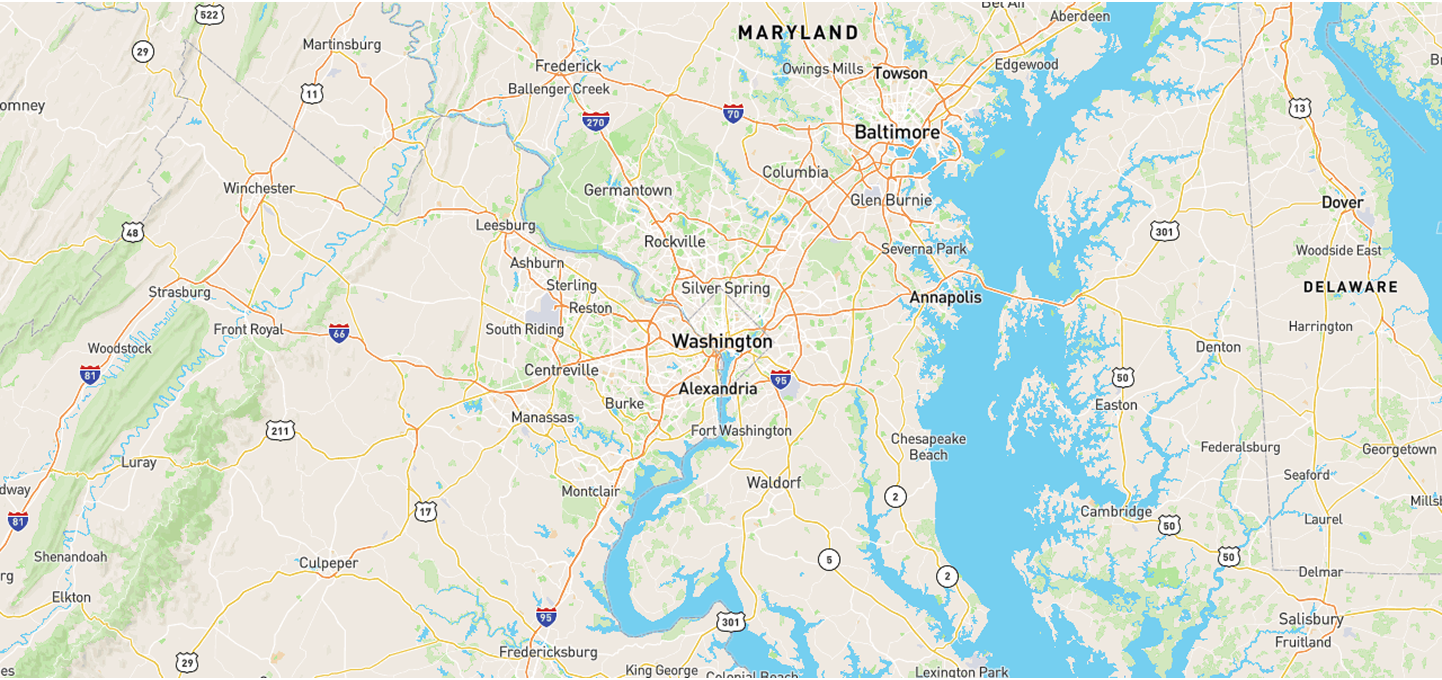 Bel Air
Aberdeen
522
29
Martinsburg
MARYLAND
Frederick
Owings Mills
Towson
Edgewood
Ballenger Creek
11
omney
270
70
13
Baltimore
Columbia
Winchester
Germantown
Glen Burnie
Dover
48
Leesburg
301
Rockville
Severna Park
Woodside East
Ashburn
Sterling
Silver Spring
DELAWARE
Strasburg
Annapolis
Reston
Front Royal
66
South Riding
Harrington
Washington
Woodstock
Denton
81
Centreville
95
50
Alexandria
Burke
Easton
Manassas
211
Fort Washington
Chesapeake
Beach
Federalsburg
Georgetown
Luray
Seaford
Waldorf
dway
Montclair
2
Millsb
17
Cambridge
81
50
Laurel
Shenandoah
50
5
Culpeper
rg
2
Delmar
Elkton
95
301
Salisbury
Fruitland
Fredericksburg
29
es
King George
Colonial Beach
Lexington Park